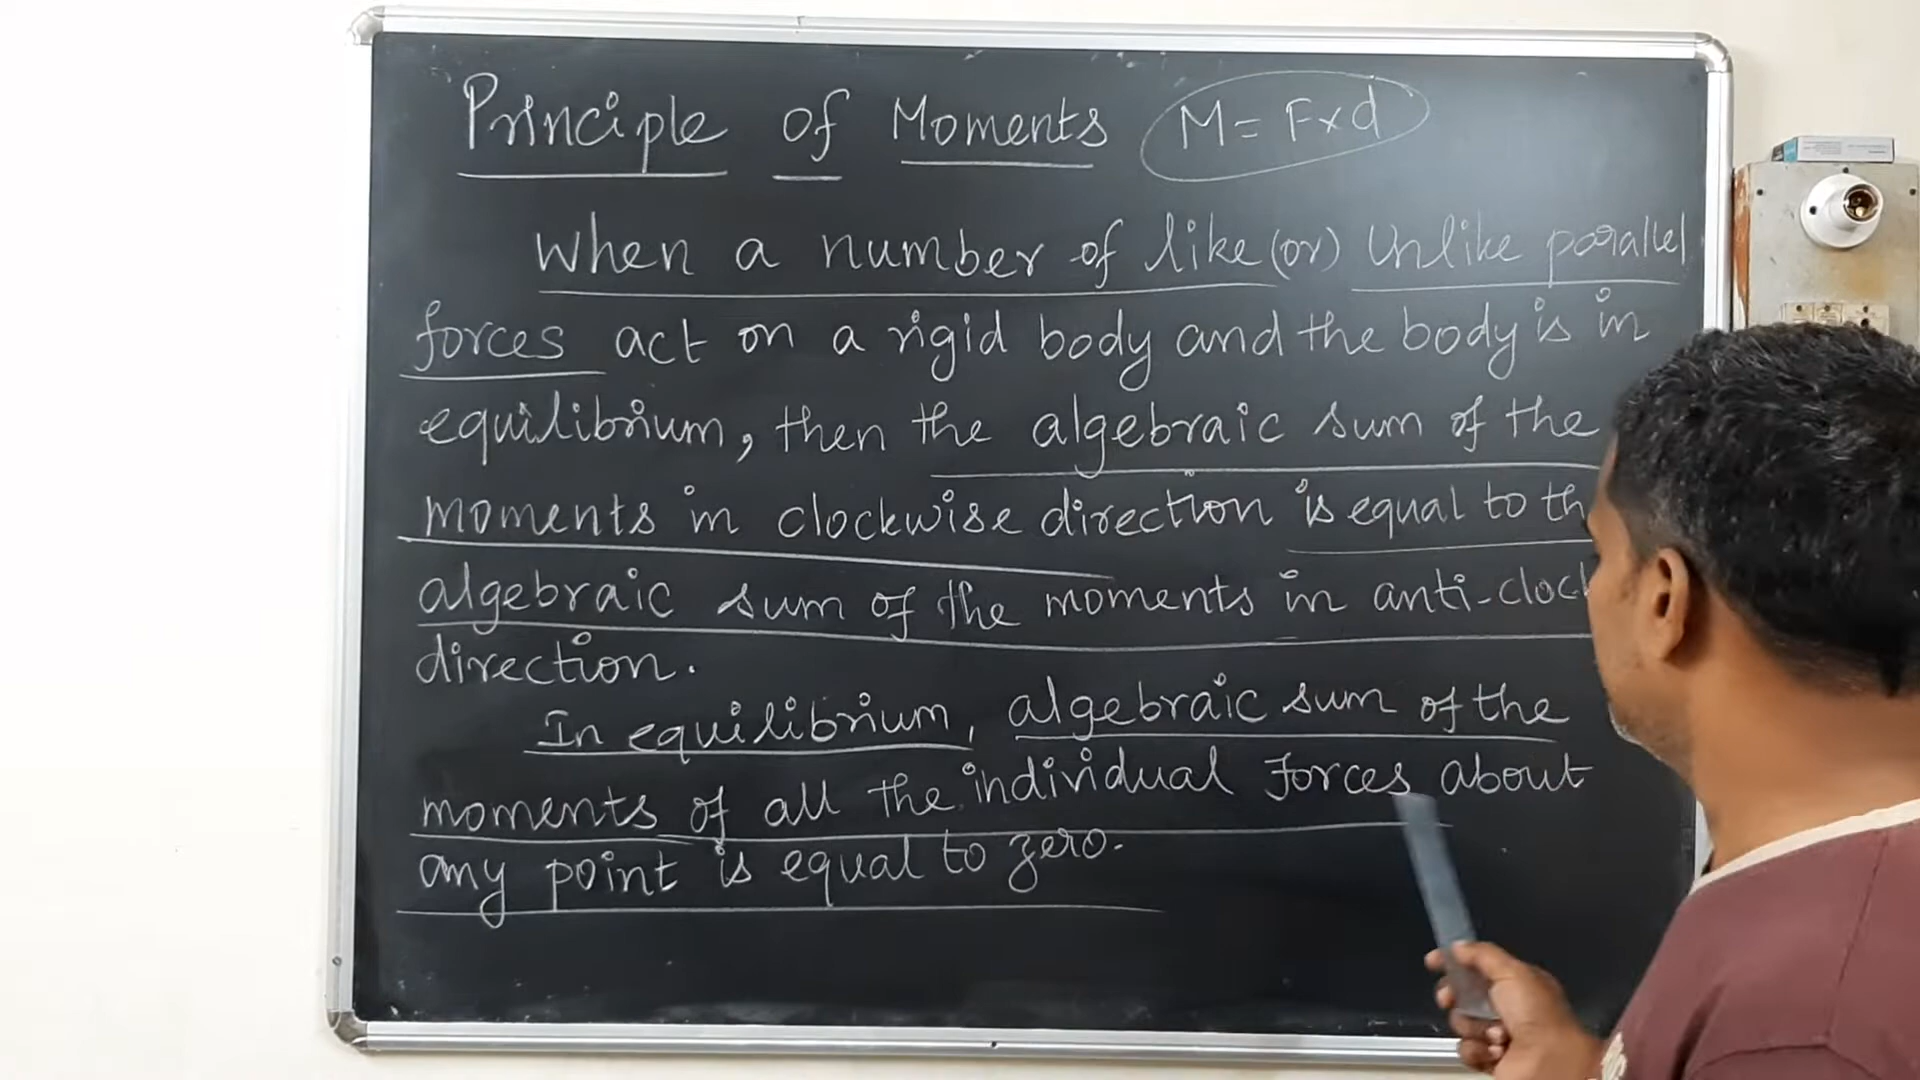 Principle of Moments M = F×d
When a number of like (or) Unlike parallel
forces act on a rigid body and the body is in
equilibrium, then the algebraic sum of the
moments in clockwise direction is equal to
algebraic sum of the moments in
direction.
In equilibrium, algebraic sum of the
moments of all the individual forces about
any point is equal to zero.